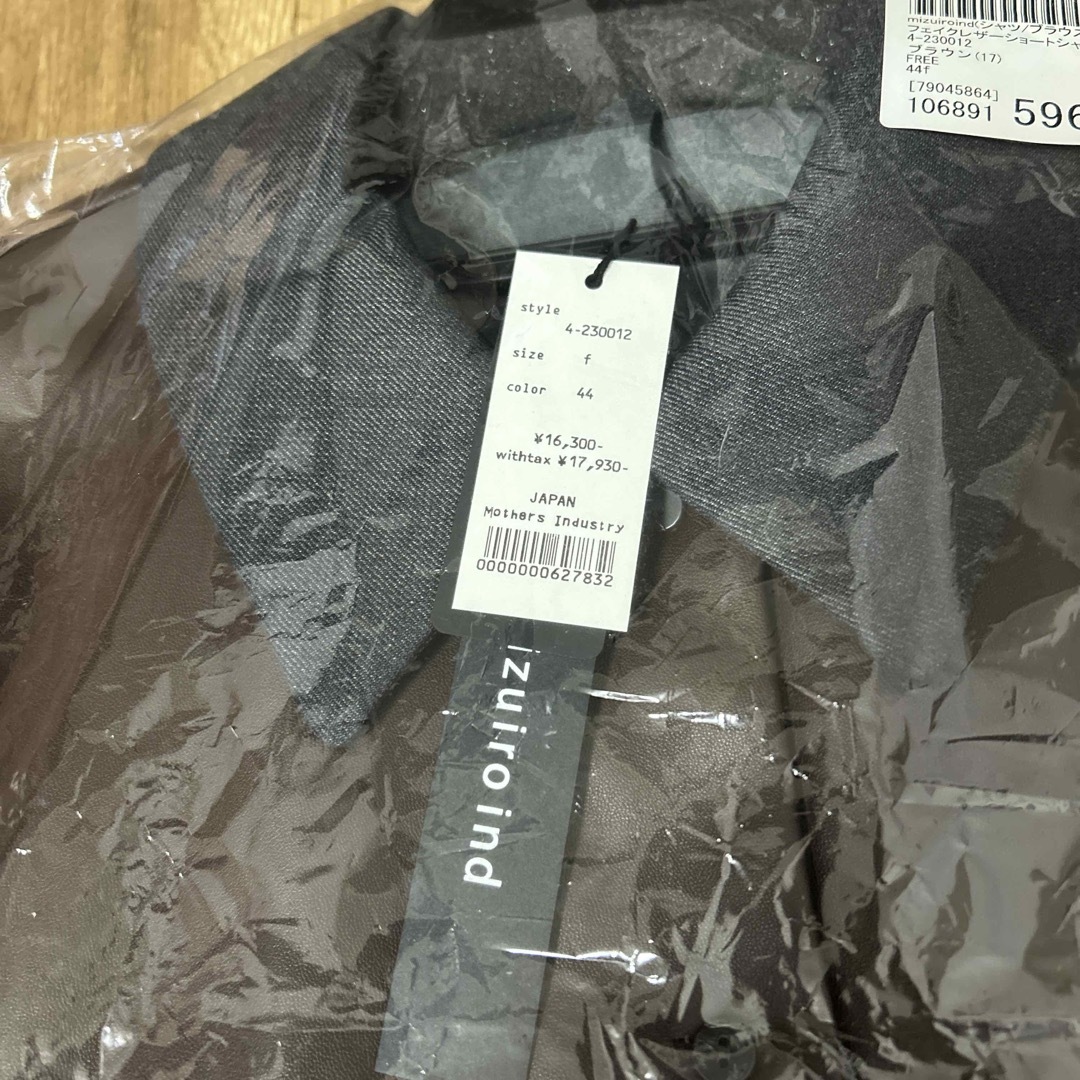 mizuiroind(シャツ/ブラウス
フェイクレザーショートシャ
4-230012
ブラウン(17)
FREE
44f
[79045864]
106891 596
style
4-230012
size f
color 44
¥16,300-
withtax ¥17,930-
JAPAN
Mothers Industry
0000000627832
izuiroind